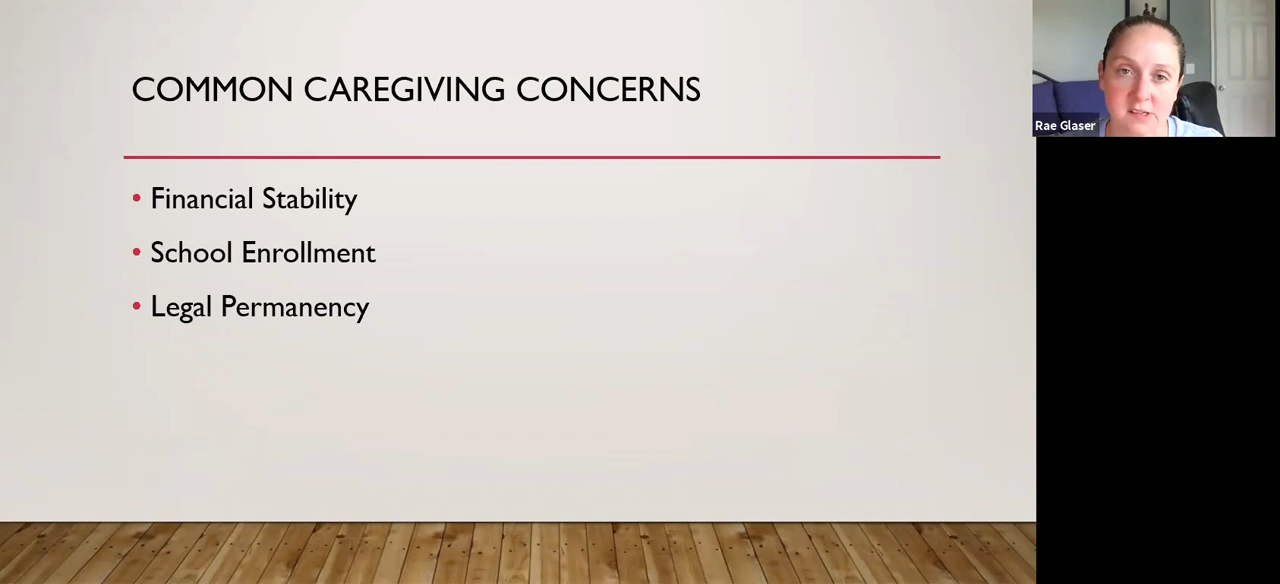 COMMON CAREGIVING CONCERNS
• Financial Stability
• School Enrollment
• Legal Permanency
Rae Glaser